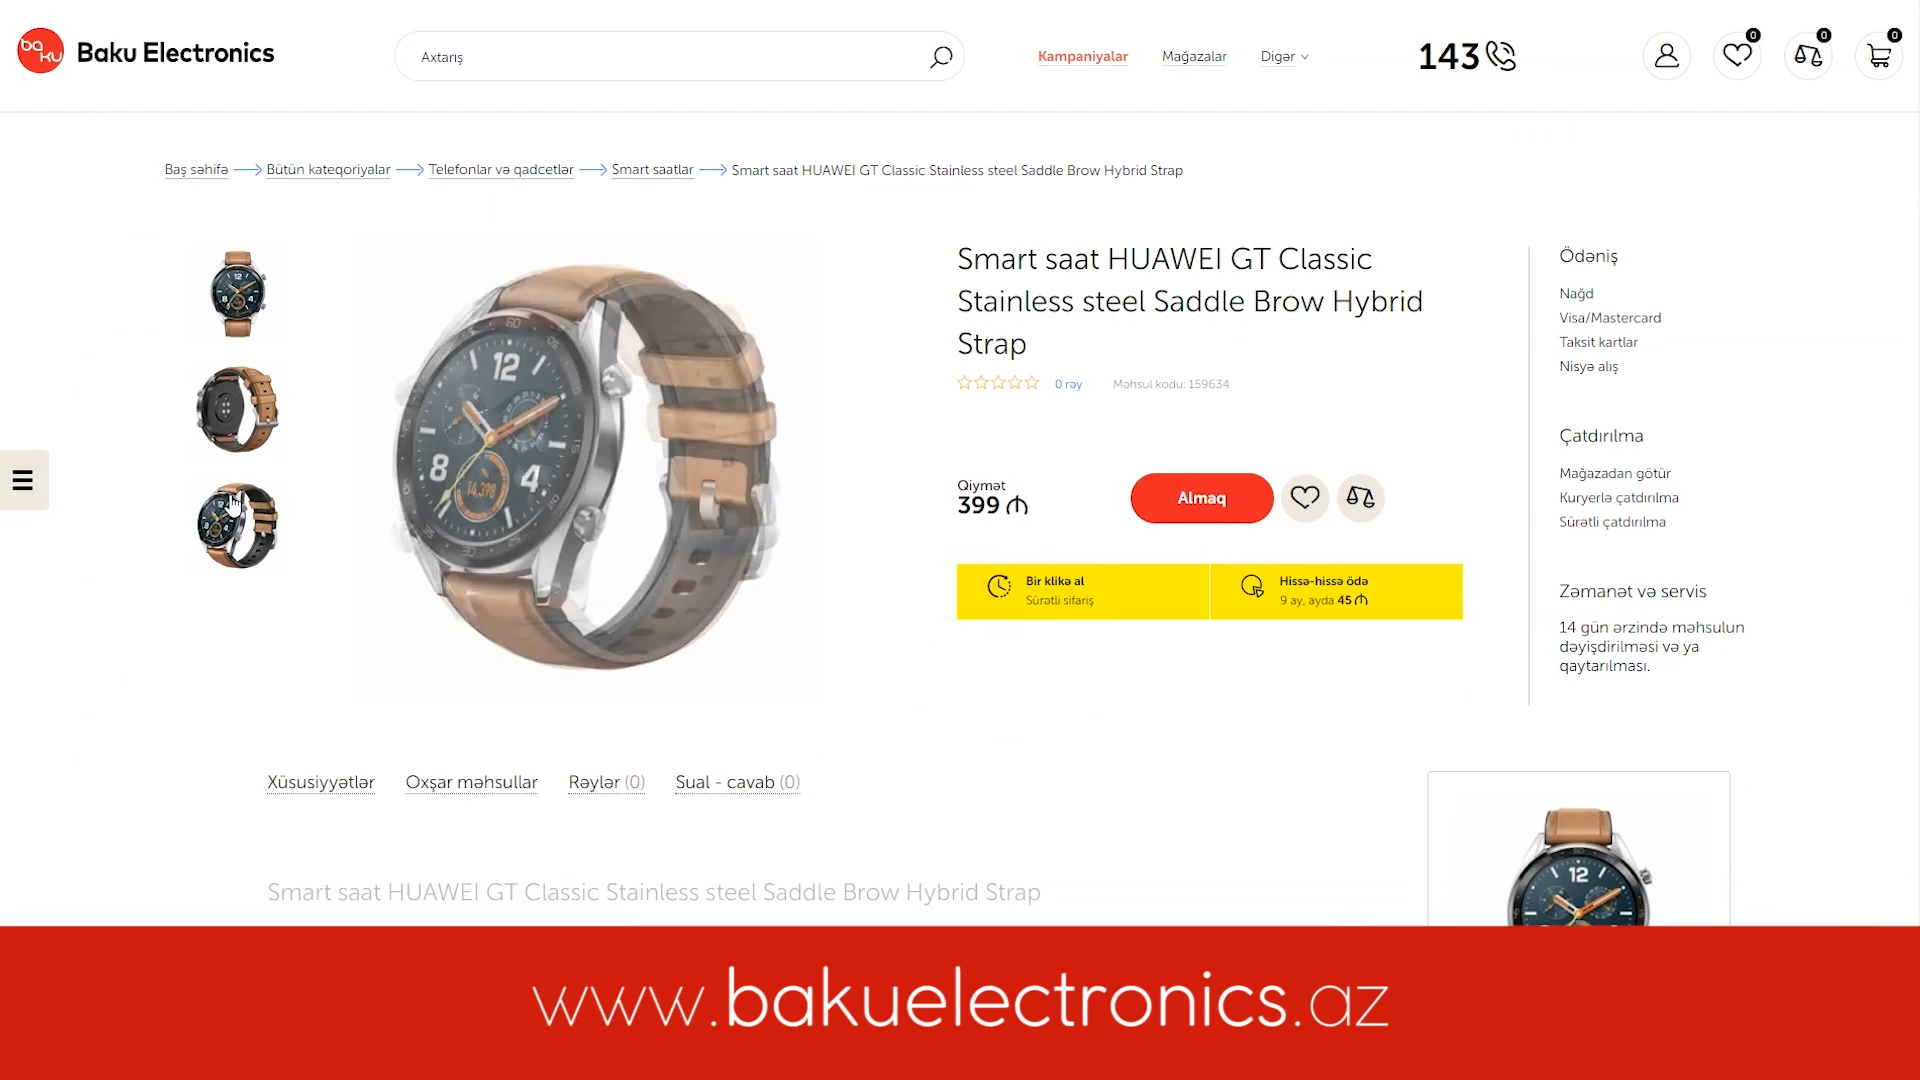 baku
Baku Electronics
Axtarış
Kampaniyalar
Mağazalar
Digər
143
0
0
0
Baş səhifə
Bütün kateqoriyalar
Telefonlar və qadcetlər
Smart saatlar
Smart saat HUAWEI GT Classic Stainless steel Saddle Brow Hybrid Strap
Smart saat HUAWEI GT Classic
Stainless steel Saddle Brow Hybrid
Strap
0 rəy
Məhsul kodu: 159634
Qiymət
399 ₼
Almaq
Bir klikə al
Sürətli sifariş
Hissə-hissə ödə
9 ay, ayda 45 ₼
Ödəniş
Nağd
Visa/Mastercard
Taksit kartlar
Nisyə alış
Çatdırılma
Mağazadan götür
Kuryerlə çatdırılma
Sürətli çatdırılma
Zəmanət və servis
14 gün ərzində məhsulun
dəyişdirilməsi və ya
qaytarılması.
Xüsusiyyətlər
Oxşar məhsullar
Rəylər (0)
Sual - cavab (0)
Smart saat HUAWEI GT Classic Stainless steel Saddle Brow Hybrid Strap
www.bakuelectronics.az